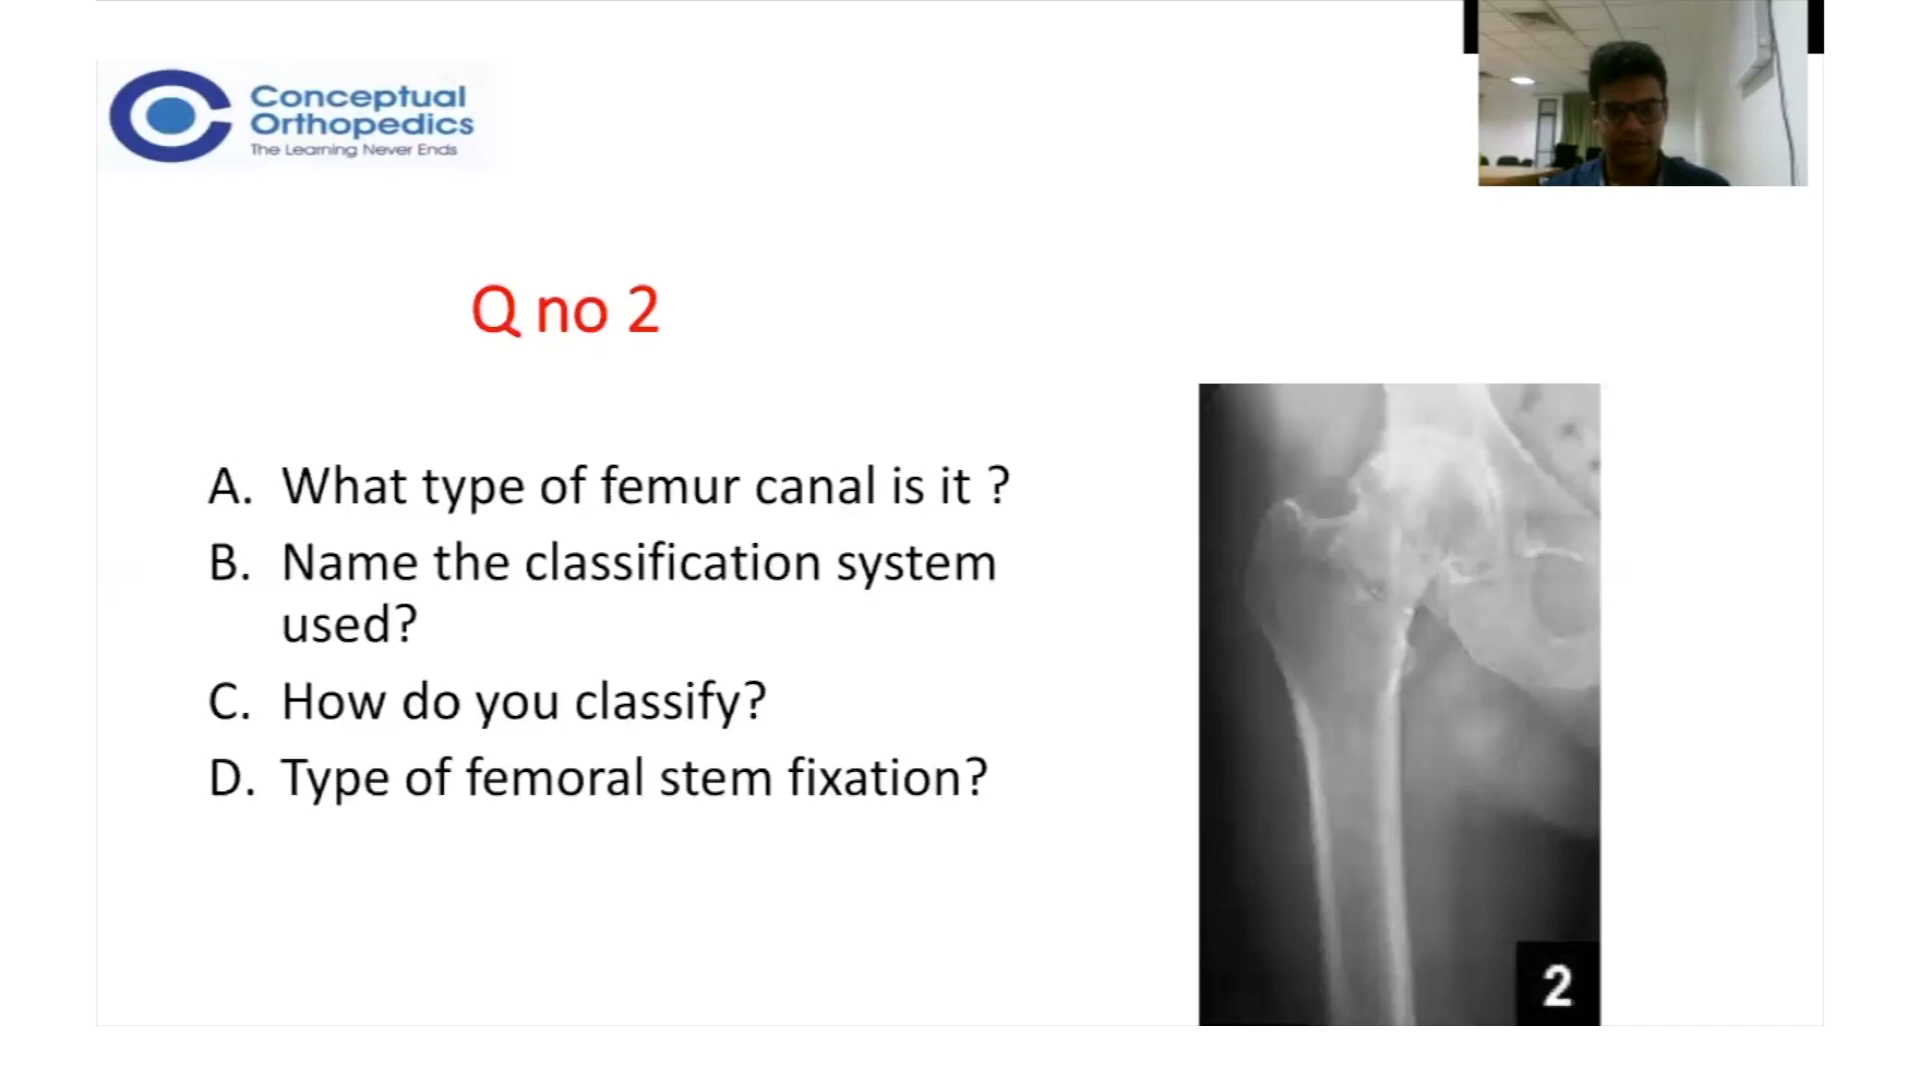 Conceptual
Orthopedics
The Learning Never Ends
Q no 2
A. What type of femur canal is it ?
B. Name the classification system
used?
C. How do you classify?
D. Type of femoral stem fixation?
2